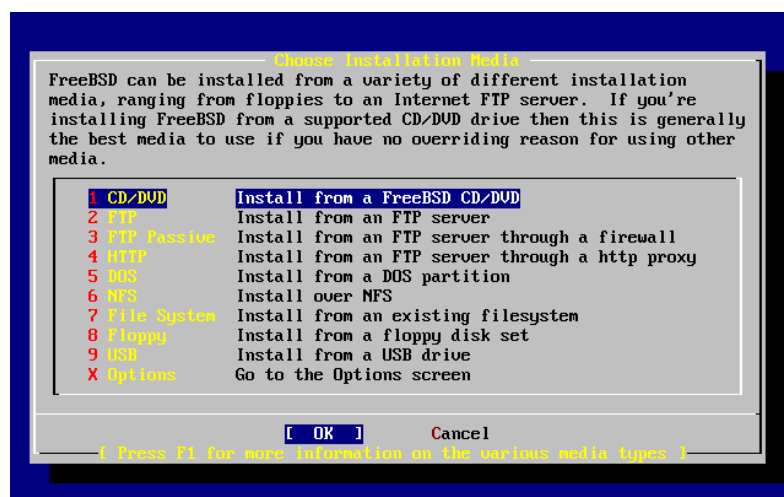 Choose Installation Media
FreeBSD can be installed from a variety of different installation
media, ranging from floppies to an Internet FTP server.  If you're
installing FreeBSD from a supported CD/DVD drive then this is generally
the best media to use if you have no overriding reason for using other
media.
1 CD/DVD Install from a FreeBSD CD/DVD
2 FTP Install from an FTP server
3 FTP Passive Install from an FTP server through a firewall
4 HTTP Install from an FTP server through a http proxy
5 DOS Install from a DOS partition
6 NFS Install over NFS
7 File System Install from an existing filesystem
8 Floppy Install from a floppy disk set
9 USB Install from a USB drive
X Options Go to the Options screen
[ OK ] Cancel
[ Press F1 for more information on the various media types ]